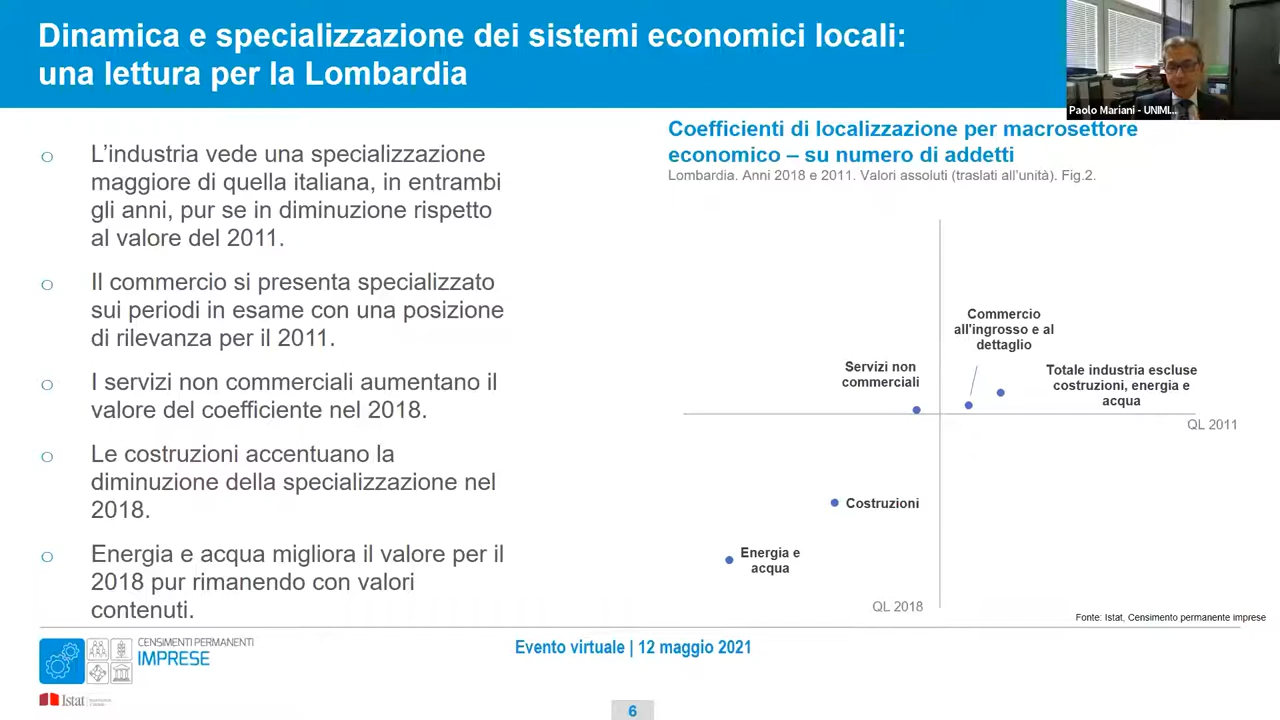 Dinamica e specializzazione dei sistemi economici locali:
una lettura per la Lombardia
Paolo Mariani - UNIMI...
L'industria vede una specializzazione
maggiore di quella italiana, in entrambi
gli anni, pur se in diminuzione rispetto
al valore del 2011.
Il commercio si presenta specializzato
sui periodi in esame con una posizione
di rilevanza per il 2011.
I servizi non commerciali aumentano il
valore del coefficiente nel 2018.
Le costruzioni accentuano la
diminuzione della specializzazione nel
2018.
Energia e acqua migliora il valore per il
2018 pur rimanendo con valori
contenuti.
Coefficienti di localizzazione per macrosettore
economico – su numero di addetti
Lombardia. Anni 2018 e 2011. Valori assoluti (traslati all'unità). Fig.2.
Commercio
all'ingrosso e al
dettaglio
Servizi non
commerciali
Totale industria escluse
costruzioni, energia e
acqua
QL 2011
Costruzioni
Energia e
acqua
QL 2018
Fonte: Istat, Censimento permanente imprese
CENSIMENTI PERMANENTI
IMPRESE
Istat
Evento virtuale | 12 maggio 2021
6